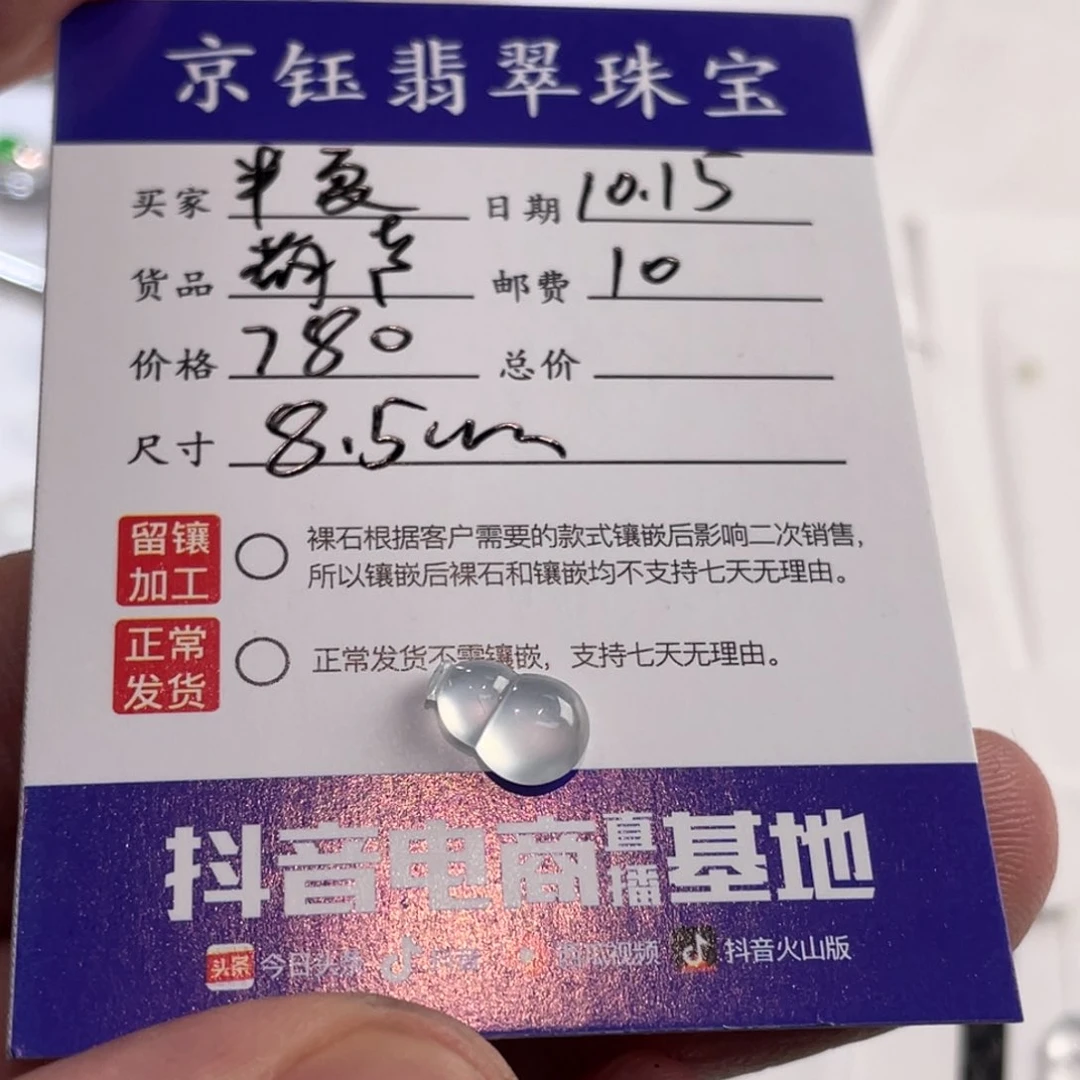 京钰翡翠珠宝
买家 半夏 日期 10.15
货品 葫芦 邮费 10
价格 780 总价
尺寸 8.5cm
留镶加工 裸石根据客户需要的款式镶嵌后影响二次销售，
所以镶嵌后裸石和镶嵌均不支持七天无理由。
正常发货 正常发货不需镶嵌，支持七天无理由。
抖音电商直播基地
头条 今日头条 西瓜视频 抖音火山版